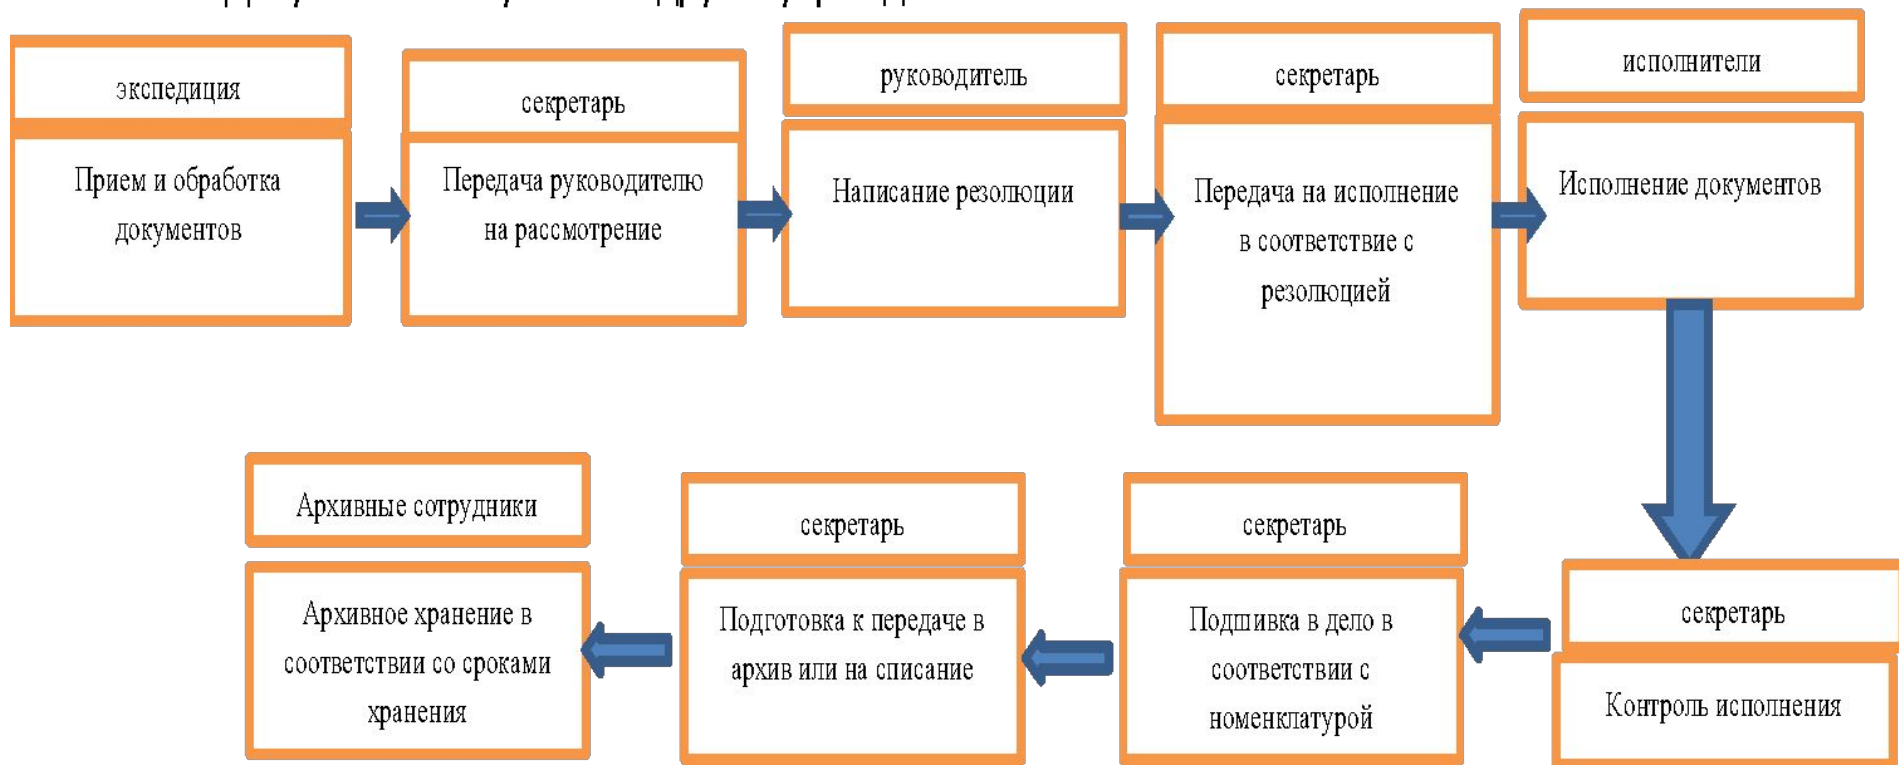 экспедиция
Прием и обработка
документов
секретарь
Передача руководителю
на рассмотрение
руководитель
Написание резолюции
секретарь
Передача на исполнение
в соответствие с
резолюцией
исполнители
Исполнение документов
секретарь
Контроль исполнения
секретарь
Подшивка в дело в
соответствии с
номенклатурой
секретарь
Подготовка к передаче в
архив или на списание
Архивные сотрудники
Архивное хранение в
соответствии со сроками
хранения